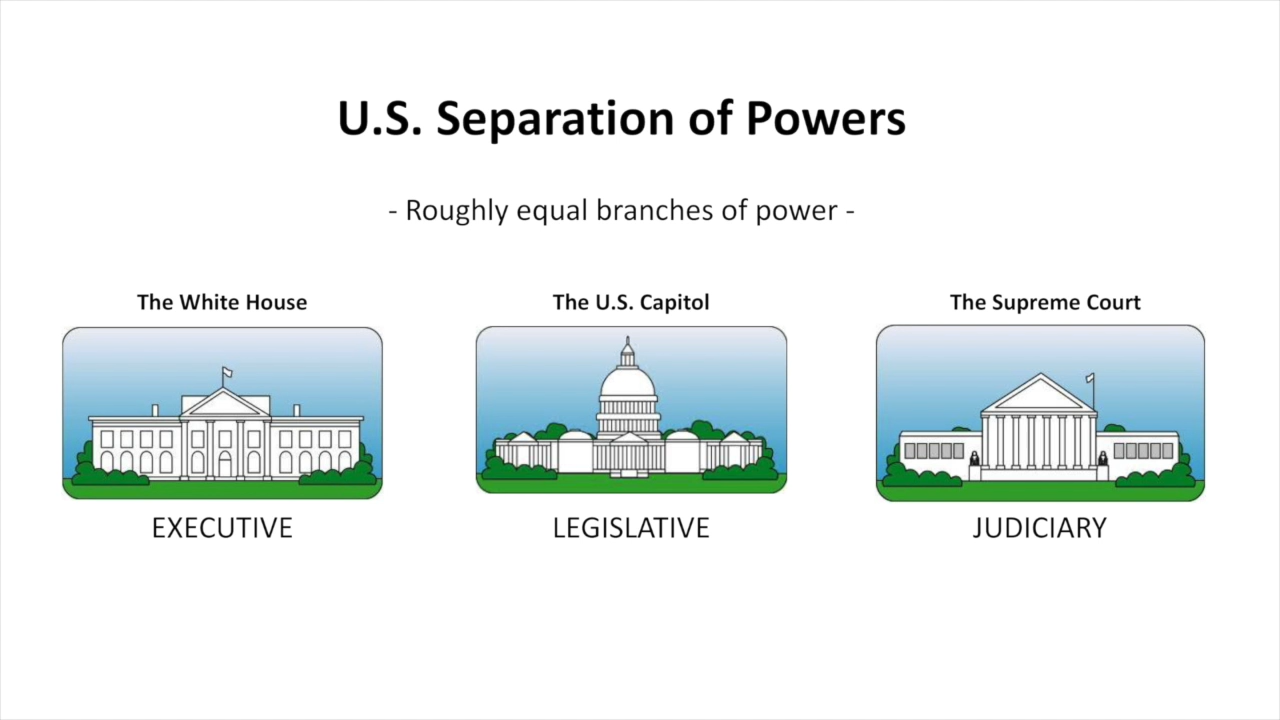 U.S. Separation of Powers
- Roughly equal branches of power -
The White House
The U.S. Capitol
The Supreme Court
EXECUTIVE
LEGISLATIVE
JUDICIARY